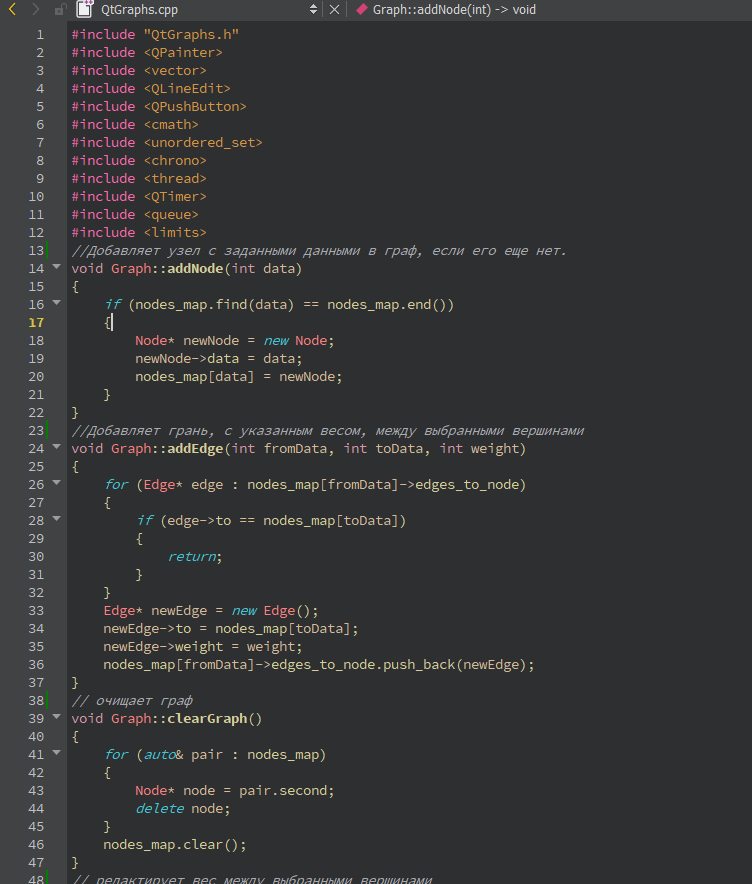 QtGraphs.cpp Graph::addNode(int) -> void
1 #include "QtGraphs.h"
2 #include <QPainter>
3 #include <vector>
4 #include <QLineEdit>
5 #include <QPushButton>
6 #include <cmath>
7 #include <unordered_set>
8 #include <chrono>
9 #include <thread>
10 #include <QTimer>
11 #include <queue>
12 #include <limits>
13 //Добавляет узел с заданными данными в граф, если его еще нет.
14 void Graph::addNode(int data)
15 {
16     if (nodes_map.find(data) == nodes_map.end())
17     {
18         Node* newNode = new Node;
19         newNode->data = data;
20         nodes_map[data] = newNode;
21     }
22 }
23 //Добавляет грань, с указанным весом, между выбранными вершинами
24 void Graph::addEdge(int fromData, int toData, int weight)
25 {
26     for (Edge* edge : nodes_map[fromData]->edges_to_node)
27     {
28         if (edge->to == nodes_map[toData])
29         {
30             return;
31         }
32     }
33     Edge* newEdge = new Edge();
34     newEdge->to = nodes_map[toData];
35     newEdge->weight = weight;
36     nodes_map[fromData]->edges_to_node.push_back(newEdge);
37 }
38 // очищает граф
39 void Graph::clearGraph()
40 {
41     for (auto& pair : nodes_map)
42     {
43         Node* node = pair.second;
44         delete node;
45     }
46     nodes_map.clear();
47 }
48 // редактирует вес между выбранными вершинами